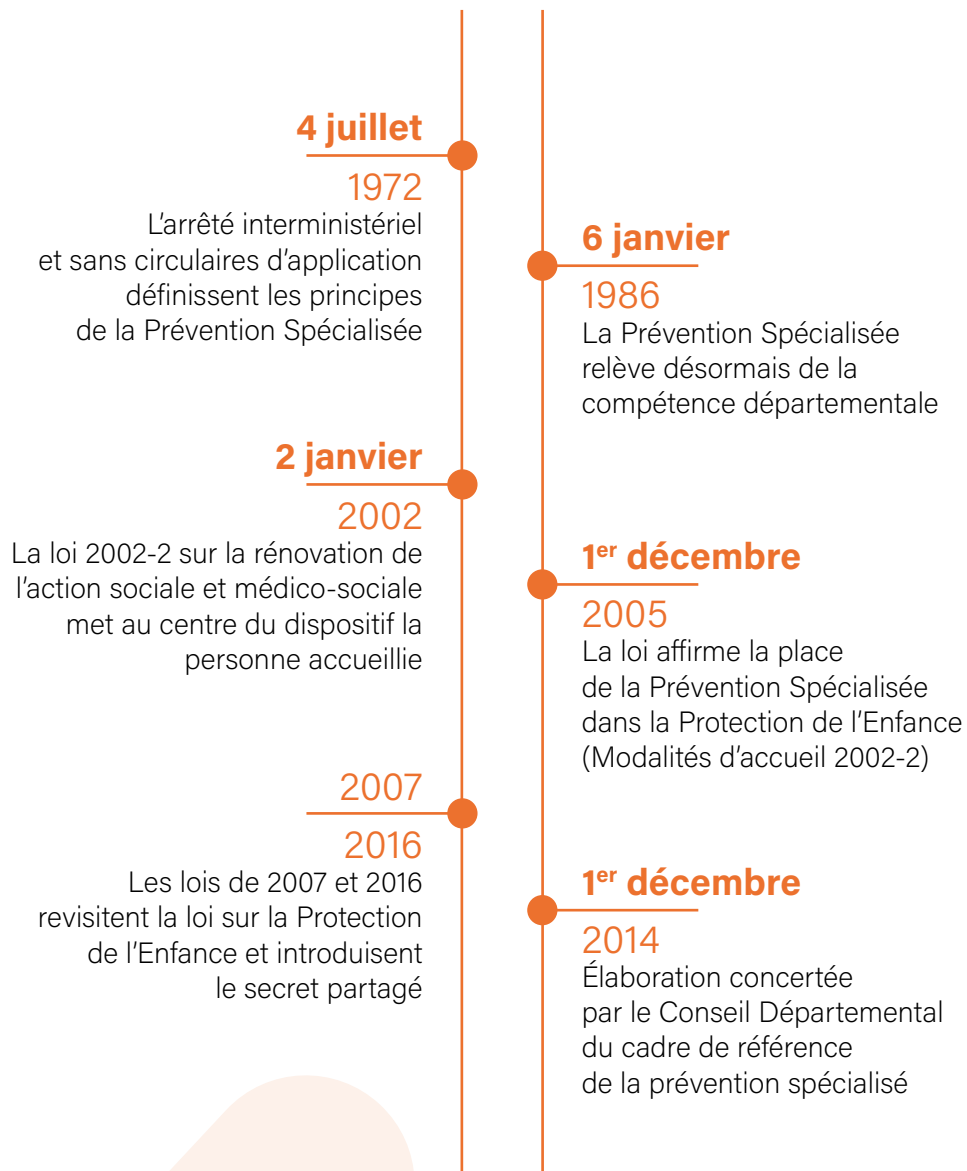 4 juillet
1972
L'arrêté interministériel
et sans circulaires d'application
définissent les principes
de la Prévention Spécialisée
6 janvier
1986
La Prévention Spécialisée
relève désormais de la
compétence départementale
2 janvier
2002
La loi 2002-2 sur la rénovation de
l'action sociale et médico-sociale
met au centre du dispositif la
personne accueillie
1er décembre
2005
La loi affirme la place
de la Prévention Spécialisée
dans la Protection de l'Enfance
(Modalités d'accueil 2002-2)
2007
2016
Les lois de 2007 et 2016
revisitent la loi sur la Protection
de l'Enfance et introduisent
le secret partagé
1er décembre
2014
Élaboration concertée
par le Conseil Départemental
du cadre de référence
de la prévention spécialisé